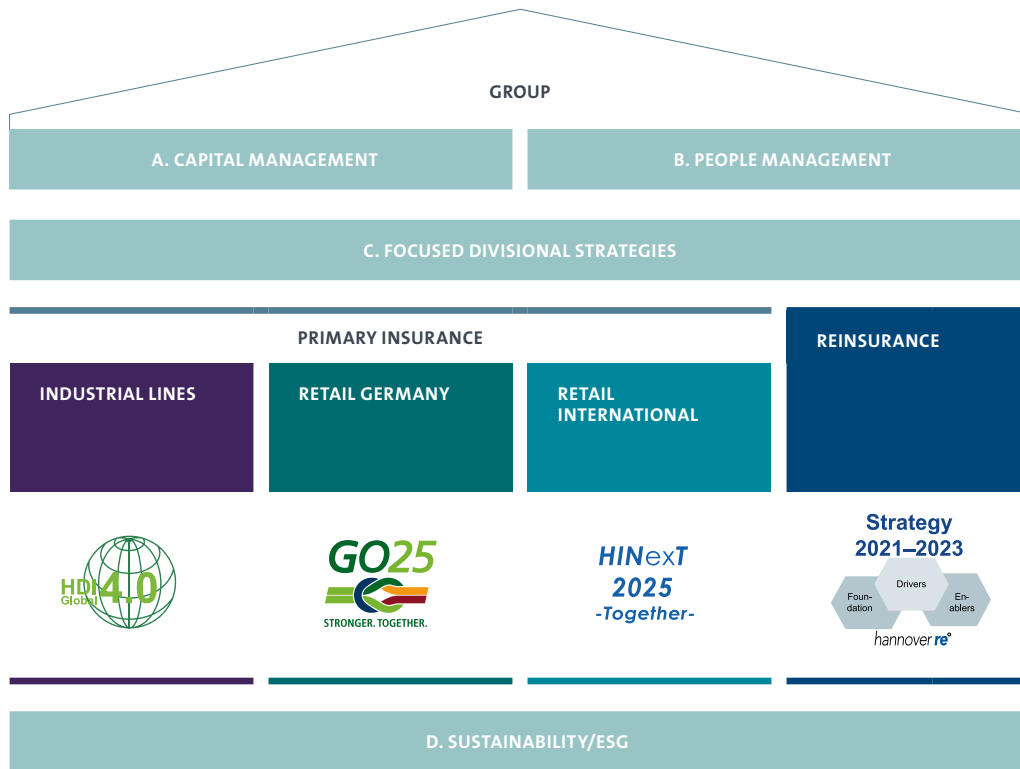 GROUP
A. CAPITAL MANAGEMENT
B. PEOPLE MANAGEMENT
C. FOCUSED DIVISIONAL STRATEGIES
PRIMARY INSURANCE
REINSURANCE
INDUSTRIAL LINES
RETAIL GERMANY
RETAIL
INTERNATIONAL
HDI 4.0
Global
GO25
STRONGER. TOGETHER.
HINexT
2025
-Together-
Strategy
2021–2023
Drivers
Foun-
dation
En-
ablers
hannover re°
D. SUSTAINABILITY/ESG